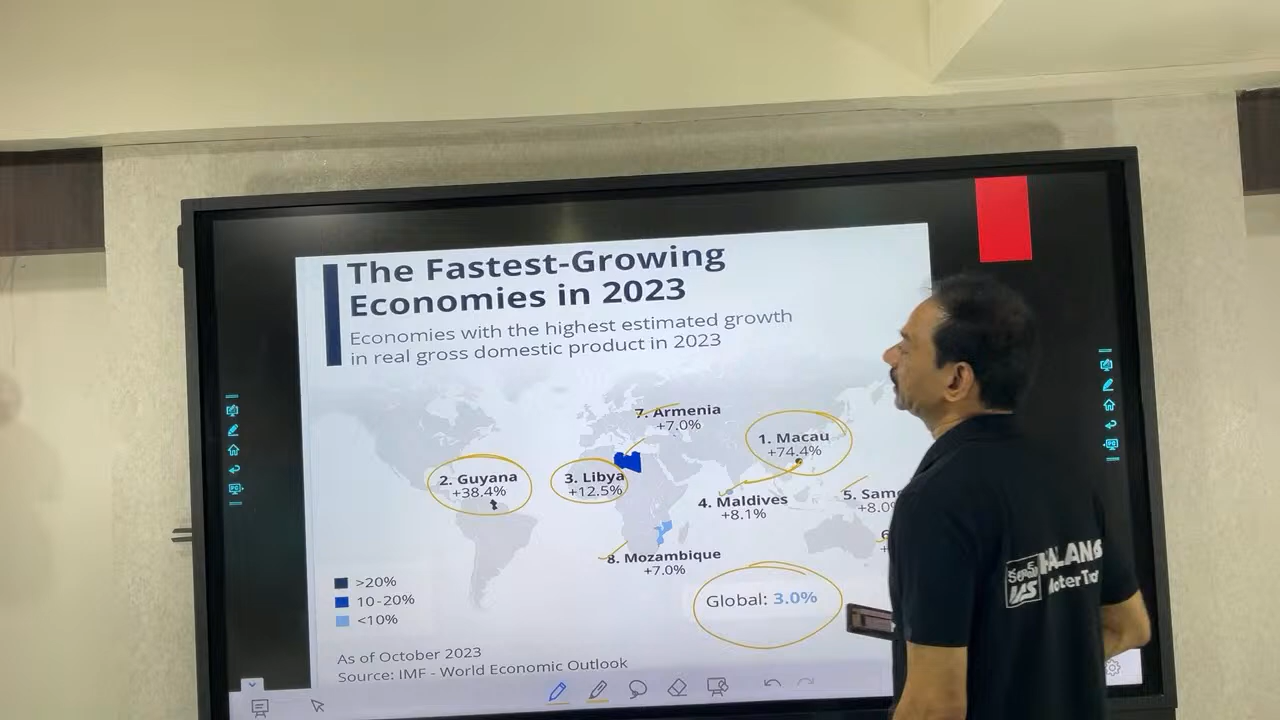 The Fastest-Growing
Economies in 2023
Economies with the highest estimated growth
in real gross domestic product in 2023
7. Armenia
+7.0%
1. Macau
+74.4%
2. Guyana
+38.4%
3. Libya
+12.5%
4. Maldives
+8.1%
5.
8. Mozambique
+7.0%
Global: 3.0%
>20%
10-20%
<10%
As of October 2023
Source: IMF - World Economic Outlook
IAS